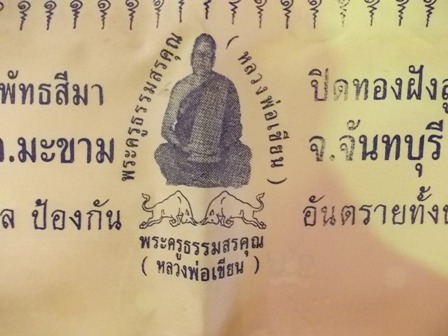 พัทธสีมา
ปิดทองฝัง
อ.มะขาม
จ.จันทบุรี
ป้องกัน
อันตรายทั้ง
พระครูธรรมสรคุณ
( หลวงพ่อเขียน )
พระครูธรรมสรคุณ
( หลวงพ่อเขียน )